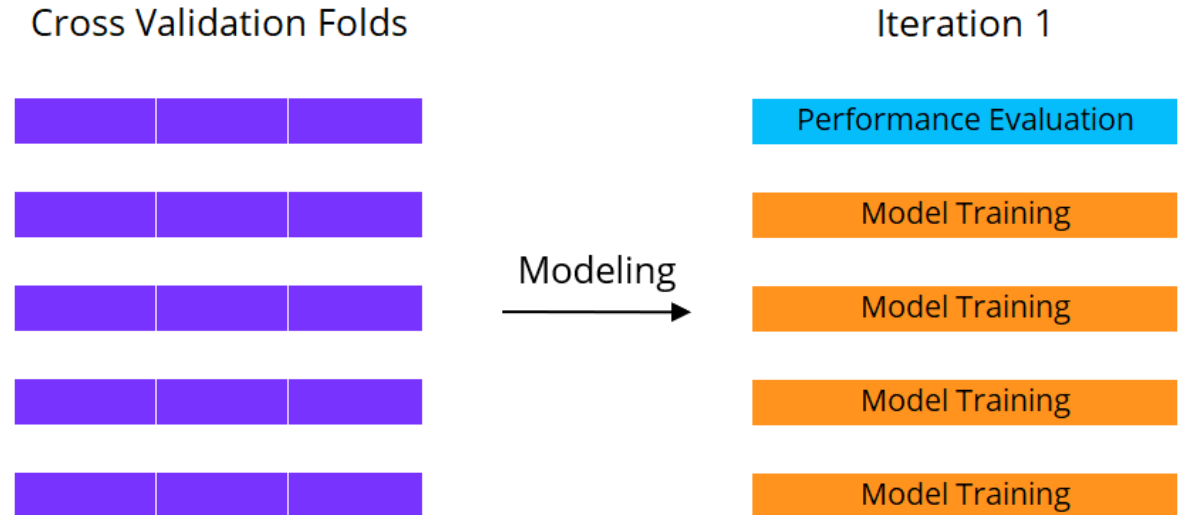 Cross Validation Folds
Iteration 1
Performance Evaluation
Model Training
Modeling
Model Training
Model Training
Model Training